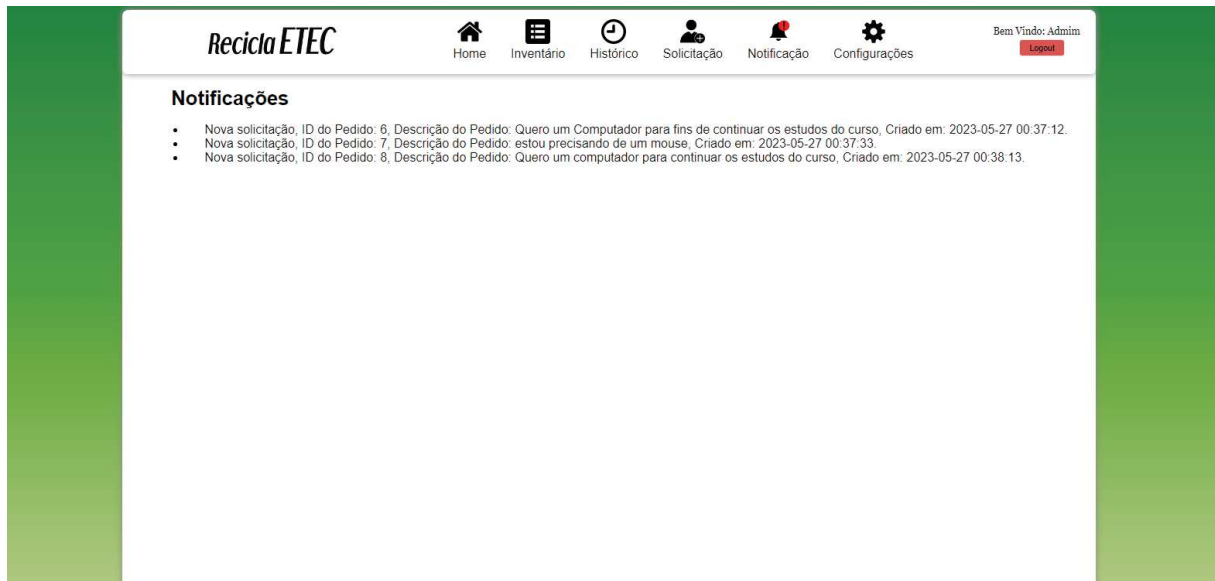 Recicla ETEC
Home Inventário Histórico Solicitação Notificação Configurações
Bem Vindo: Admim
Logout
Notificações
• Nova solicitação, ID do Pedido: 6, Descrição do Pedido: Quero um Computador para fins de continuar os estudos do curso, Criado em: 2023-05-27 00:37:12.
• Nova solicitação, ID do Pedido: 7, Descrição do Pedido: estou precisando de um mouse, Criado em: 2023-05-27 00:37:33.
• Nova solicitação, ID do Pedido: 8, Descrição do Pedido: Quero um computador para continuar os estudos do curso, Criado em: 2023-05-27 00:38:13.